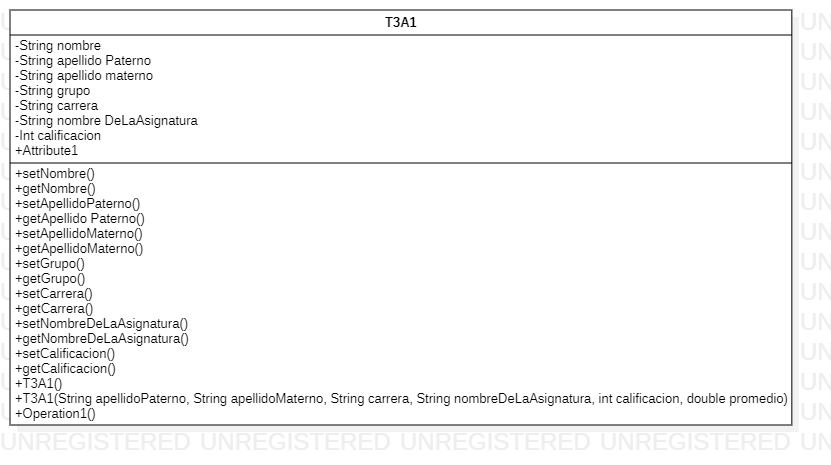 T3A1
-String nombre
-String apellido Paterno
-String apellido materno
-String grupo
-String carrera
-String nombre DeLaAsignatura
-Int calificacion
+Attribute1
+setNombre()
+getNombre()
+setApellidoPaterno()
+getApellido Paterno()
+setApellidoMaterno()
+getApellidoMaterno()
+setGrupo()
+getGrupo()
+setCarrera()
+getCarrera()
+setNombreDeLaAsignatura()
+getNombreDeLaAsignatura()
+setCalificacion()
+getCalificacion()
+T3A1()
+T3A1(String apellidoPaterno, String apellidoMaterno, String carrera, String nombreDeLaAsignatura, int calificacion, double promedio)
+Operation1()
UNREGISTERED UNREGISTERED UNREGISTERED UNREGISTERED UN